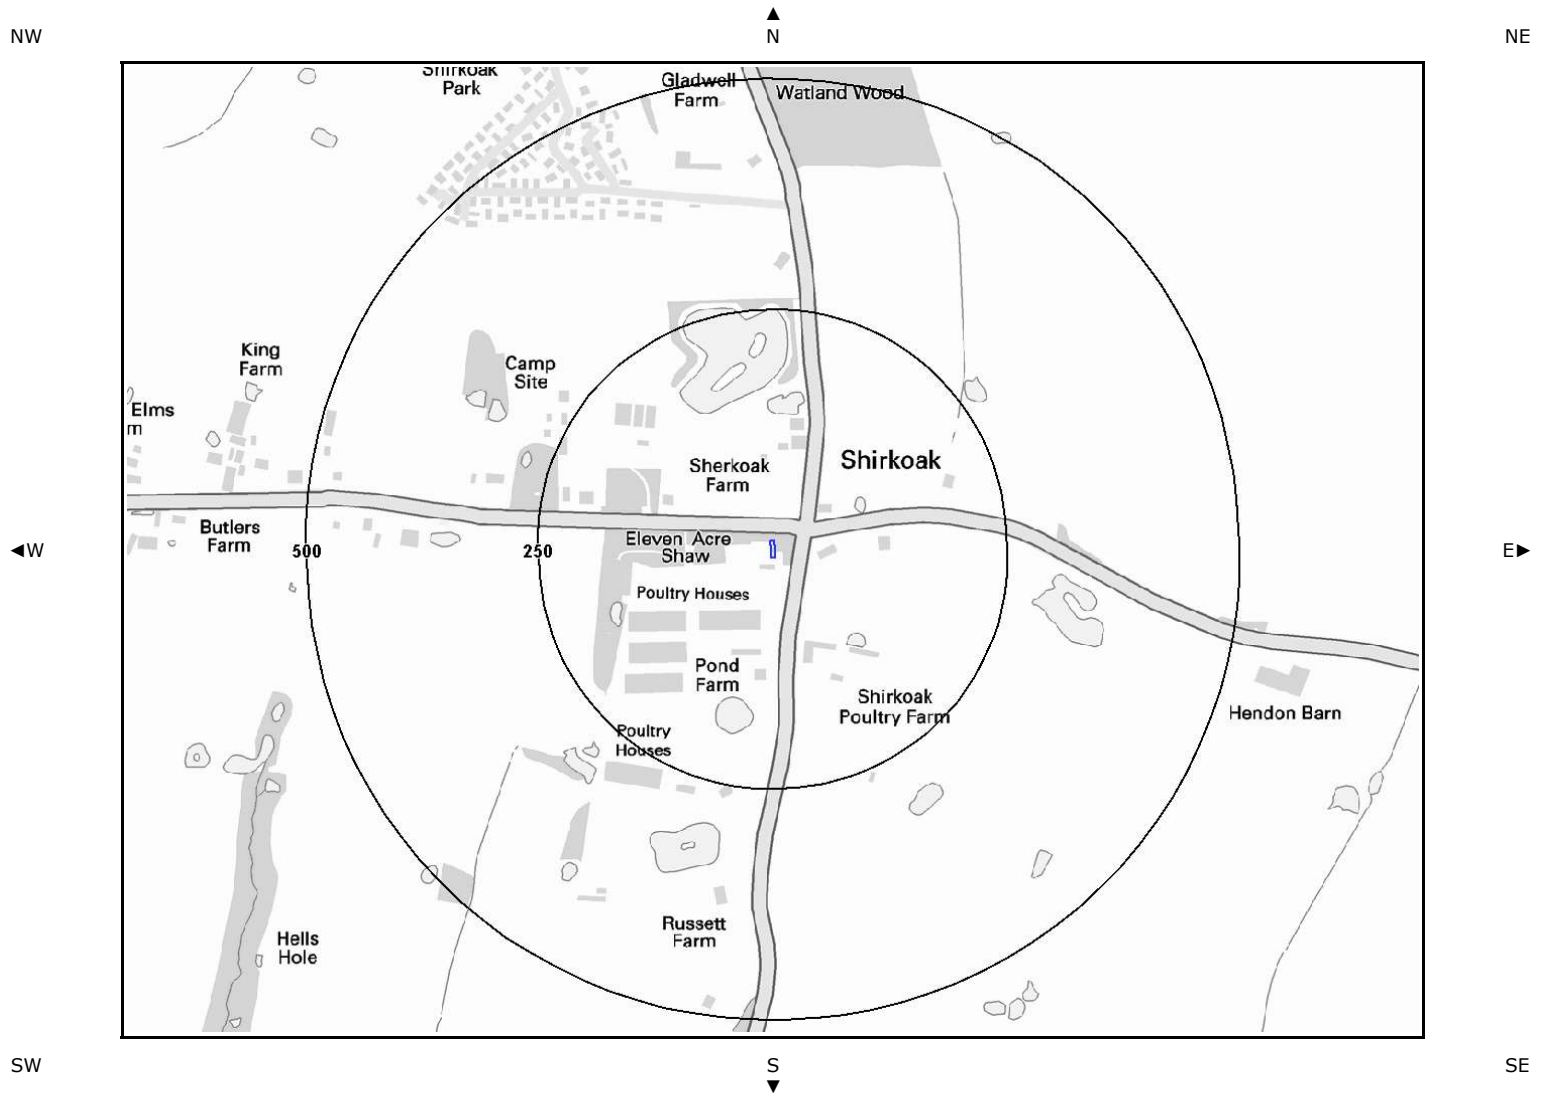 ▲
NW
N
NE
Shirkoak
Park
Gladwell
Farm
Watland Wood
King
Farm
Camp
Site
Elms
m
Sherkoak
Farm
Shirkoak
Butlers
Farm
Eleven Acre
Shaw
◄W
500
250
E►
Poultry Houses
Pond
Farm
Shirkoak
Poultry Farm
Hendon Barn
Poultry
Houses
Russett
Farm
Hells
Hole
SW
S
SE
▼